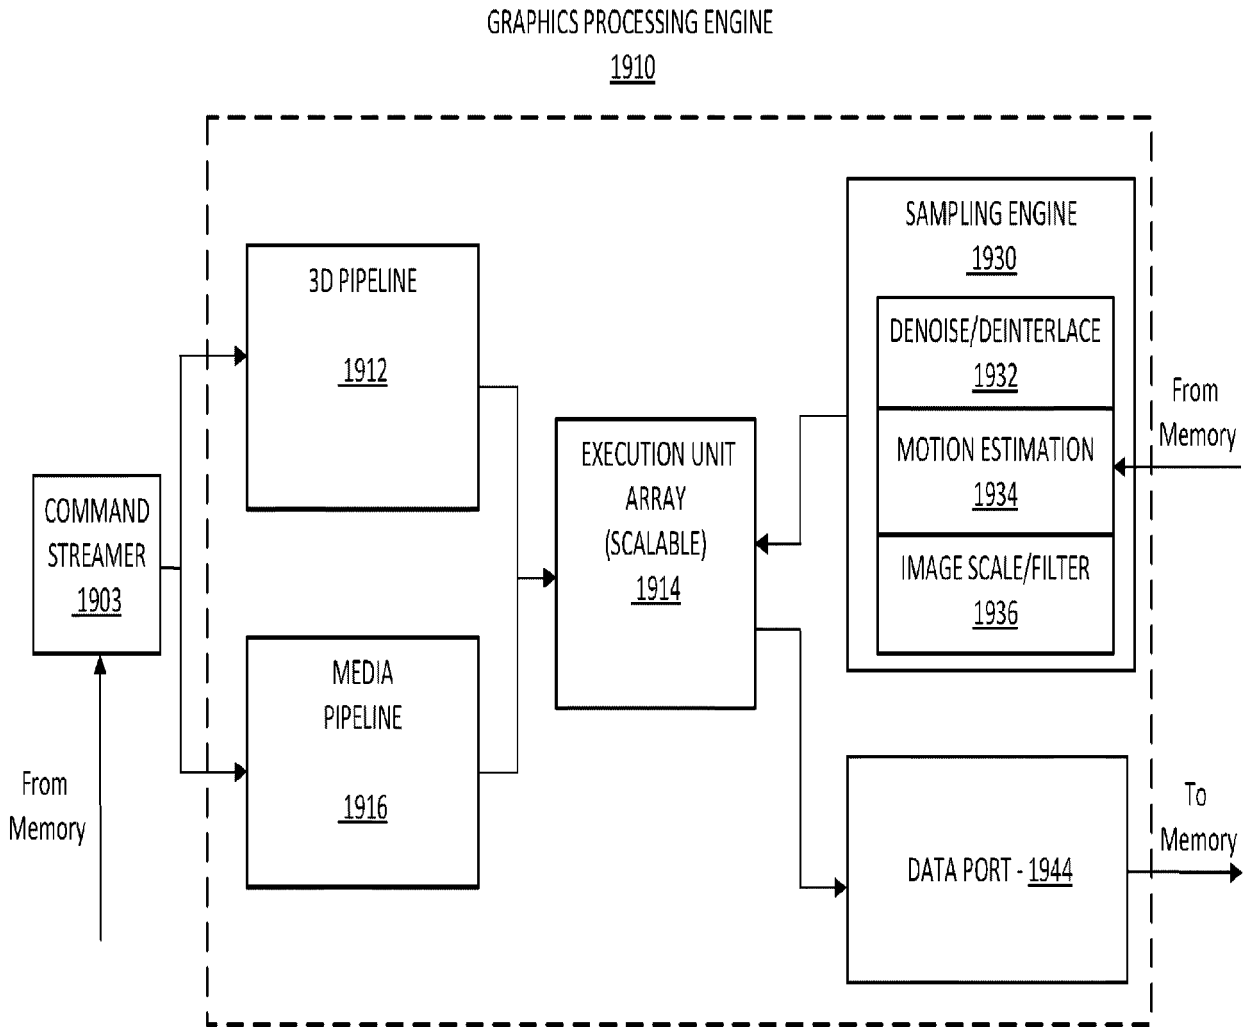 GRAPHICS PROCESSING ENGINE
1910
3D PIPELINE
1912
MEDIA
PIPELINE
1916
COMMAND
STREAMER
1903
From
Memory
EXECUTION UNIT
ARRAY
(SCALABLE)
1914
SAMPLING ENGINE
1930
DENOISE/DEINTERLACE
1932
MOTION ESTIMATION
1934
IMAGE SCALE/FILTER
1936
From
Memory
DATA PORT - 1944
To
Memory